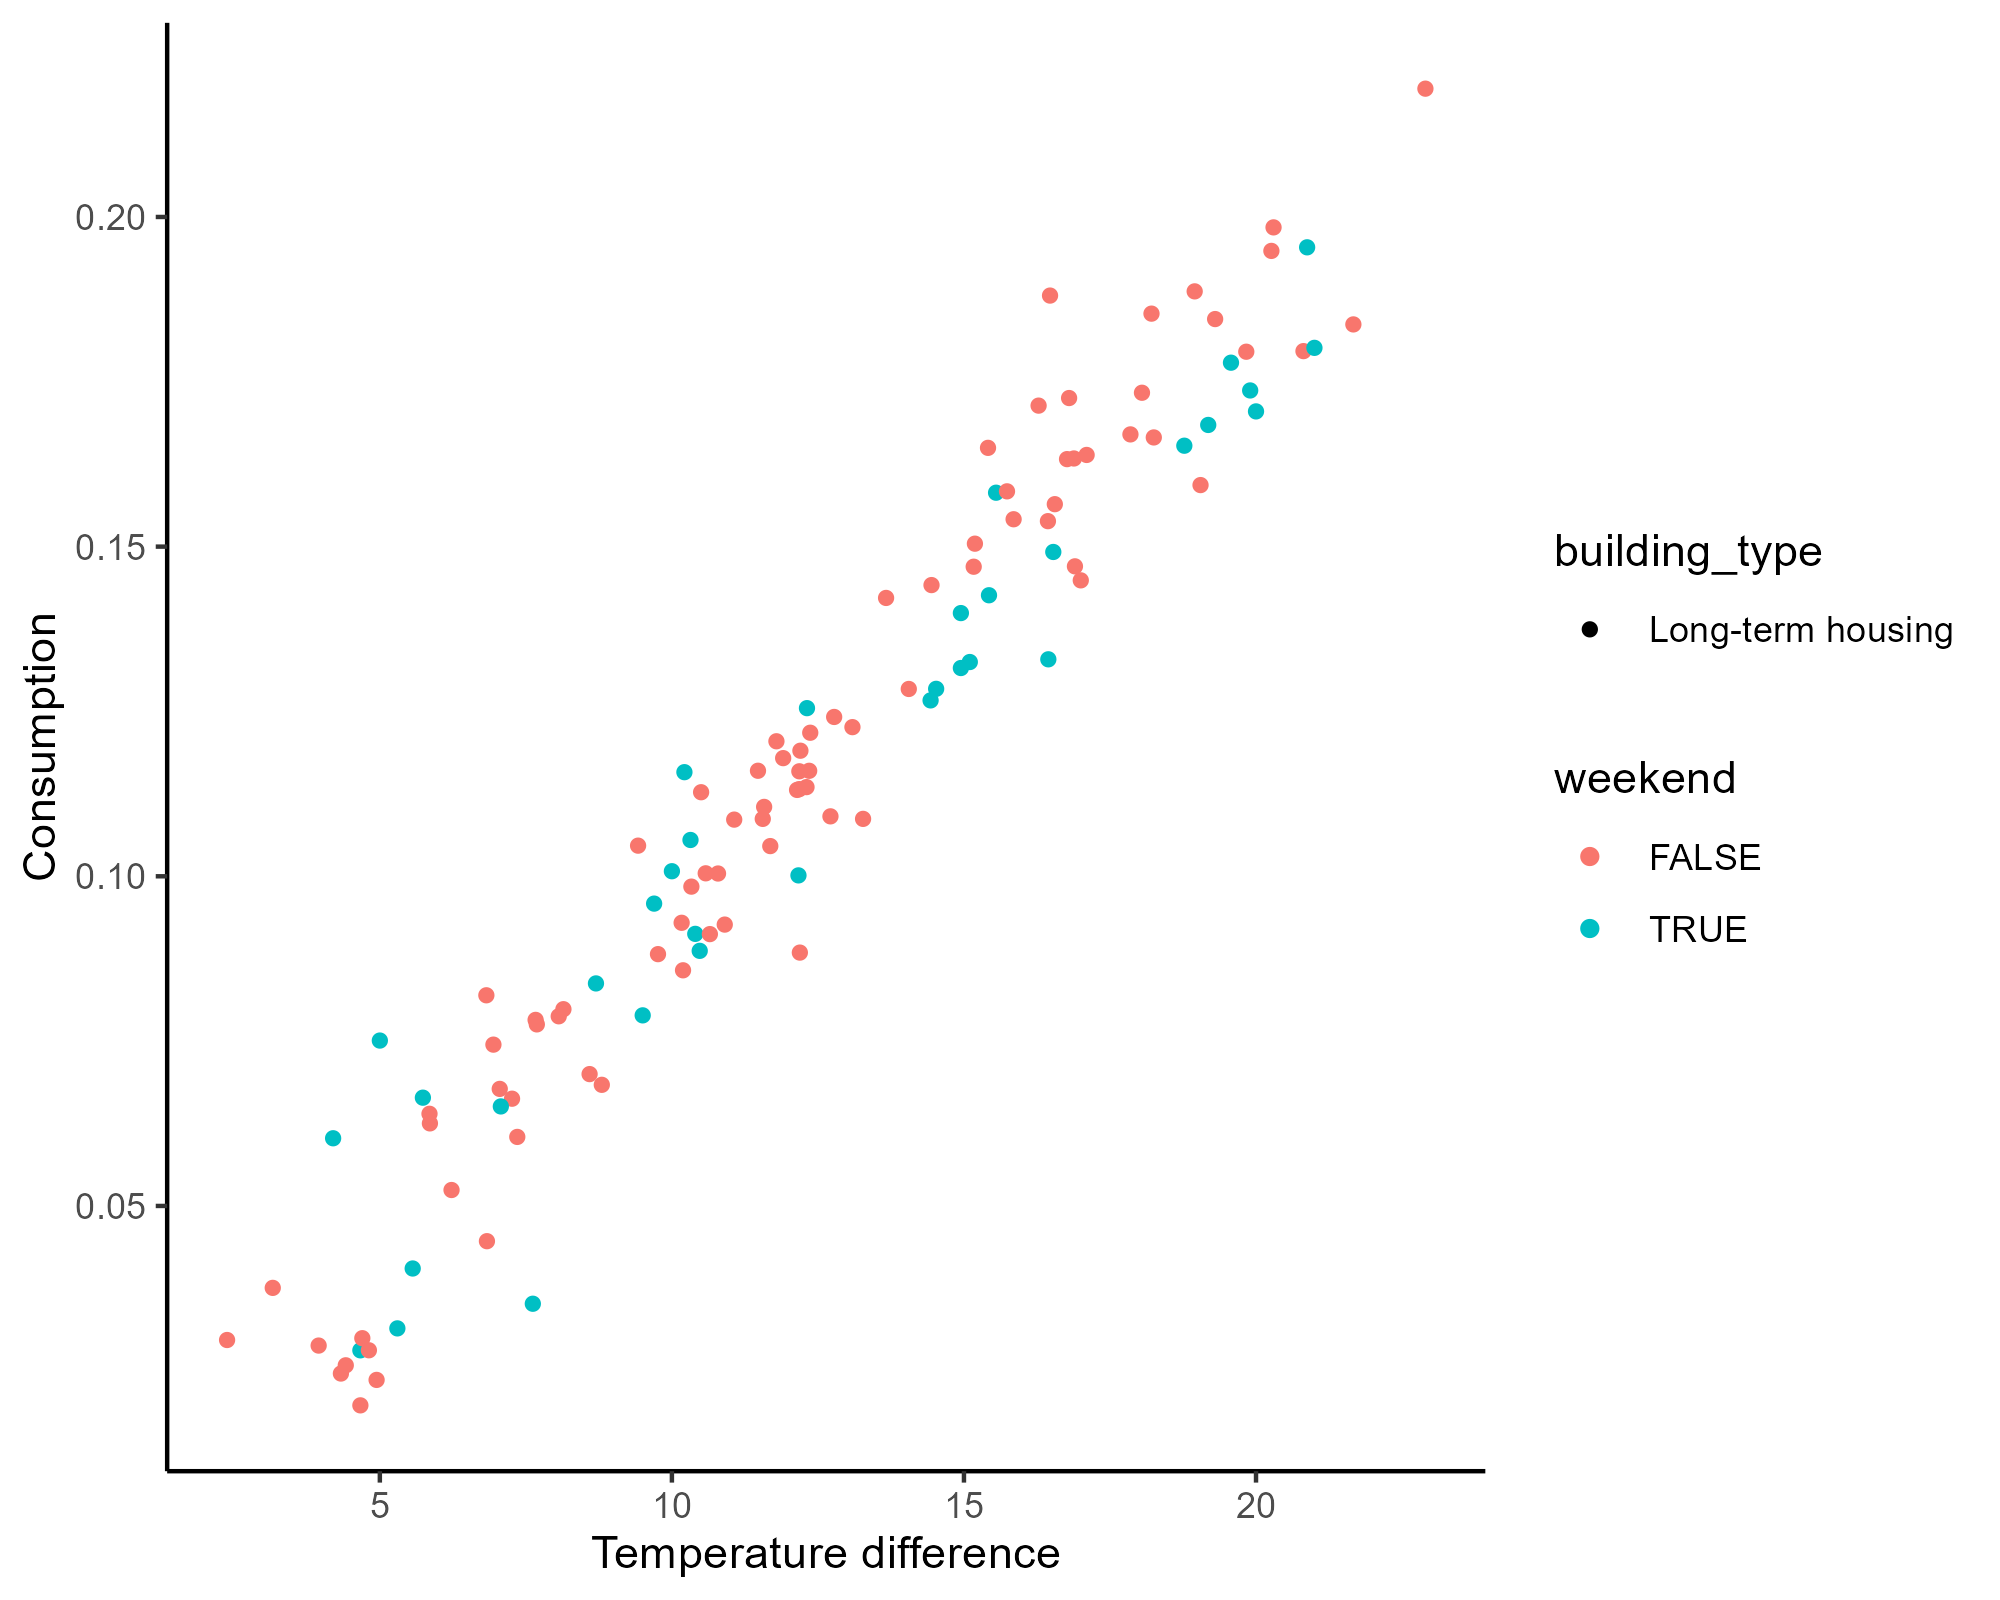 0.20
0.15
0.10
0.05
Consumption
5
10
15
20
Temperature difference
building_type
Long-term housing
weekend
FALSE
TRUE